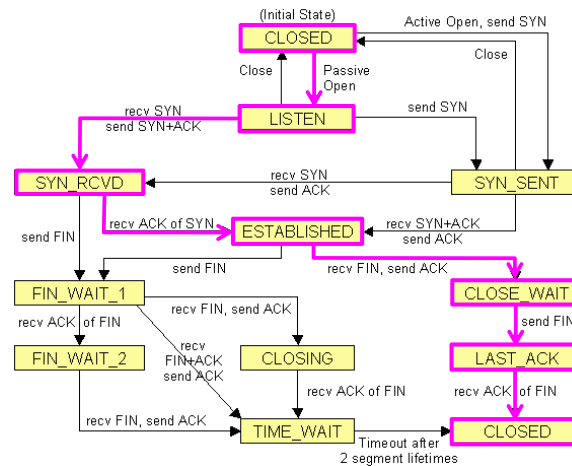 (Initial State)
CLOSED
Active Open, send SYN
Close
Close
Passive
Open
recv SYN
send SYN+ACK
LISTEN
send SYN
SYN_RCVD
recv SYN
send ACK
SYN_SENT
recv ACK of SYN
ESTABLISHED
recv SYN+ACK
send ACK
send FIN
send FIN
recv FIN, send ACK
FIN_WAIT_1
CLOSE_WAIT
recv FIN, send ACK
recv ACK of FIN
send FIN
recv
FIN+ACK
send ACK
FIN_WAIT_2
CLOSING
LAST_ACK
recv ACK of FIN
recv ACK of FIN
recv FIN, send ACK
TIME_WAIT
CLOSED
Timeout after
2 segment lifetimes